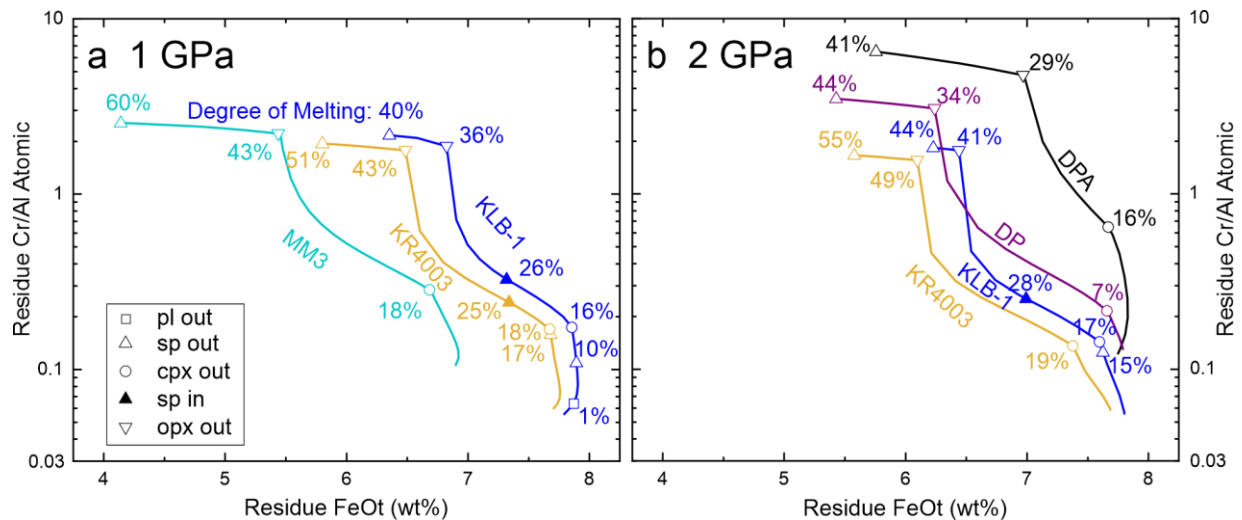 a 1 GPa
b 2 GPa
Residue Cr/Al Atomic
10
1
0.1
0.03
60%
Degree of Melting: 40%
36%
43%
51%
43%
MM3
KR4003
KLB-1
26%
25%
18%
18%
17%
16%
10%
1%
pl out
sp out
cpx out
sp in
opx out
4
5
6
7
8
Residue FeOt (wt%)
41%
29%
44%
34%
44%
41%
55%
49%
DPA
16%
DP
KLB-1
KR4003
28%
7%
17%
15%
19%
4
5
6
7
8
Residue FeOt (wt%)
10
1
0.1
0.03
Residue Cr/Al Atomic